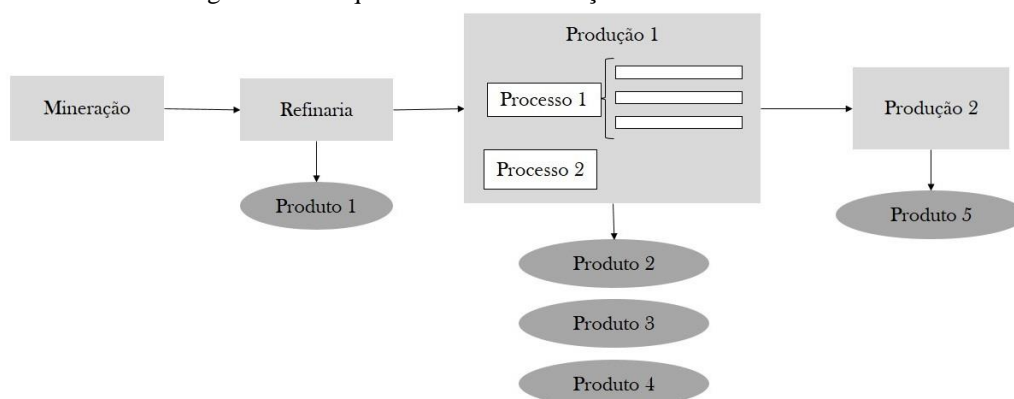 Produção 1
Mineração
Refinaria
Processo 1
Processo 2
Produção 2
Produto 1
Produto 5
Produto 2
Produto 3
Produto 4